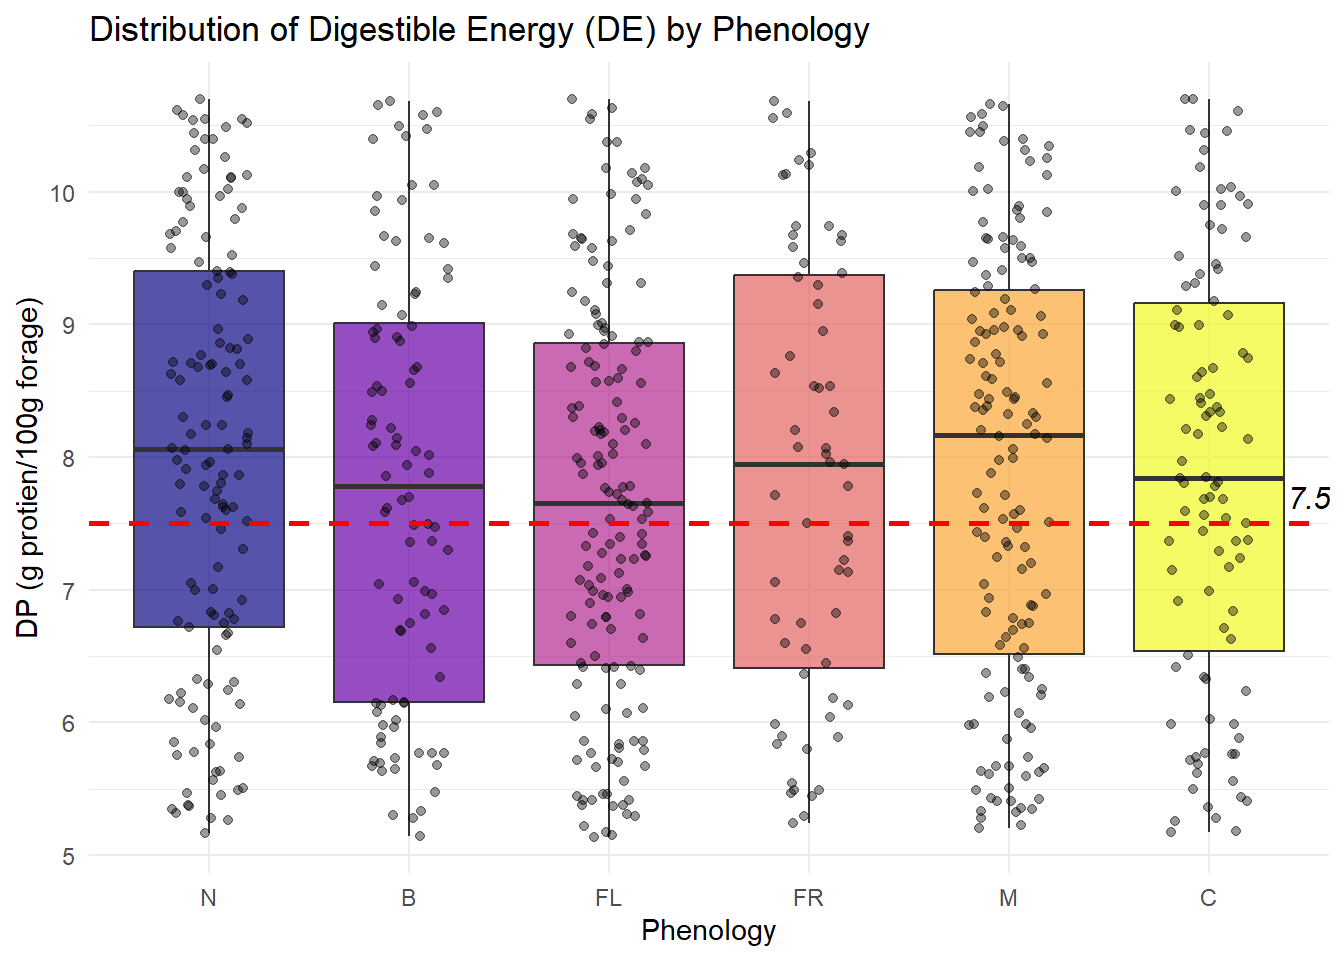 Distribution of Digestible Energy (DE) by Phenology
DP (g protien/100g forage)
10
9
8
7
6
5
7.5
N B FL FR M C
Phenology